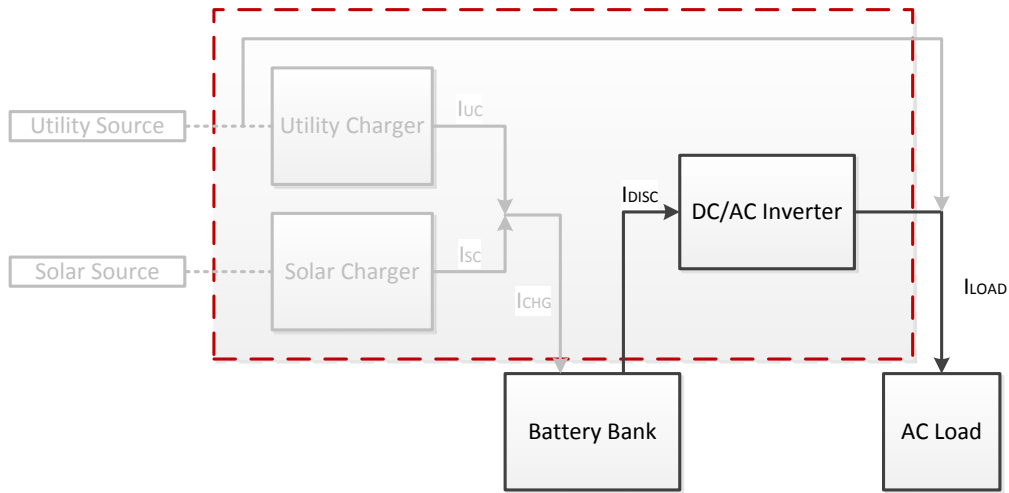 Utility Source
Utility Charger
IUC
IDISC
DC/AC Inverter
Solar Source
Solar Charger
ISC
ICHG
ILOAD
Battery Bank
AC Load